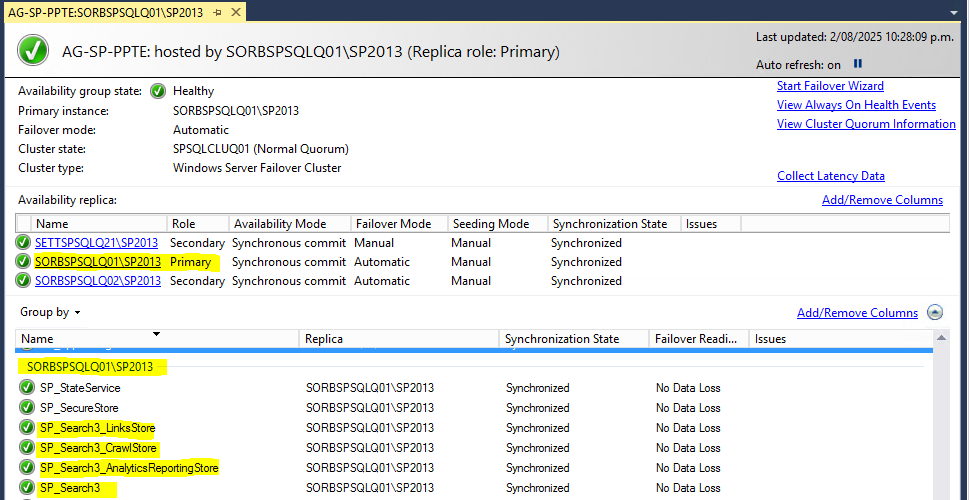 AG-SP-PPTE:SORBSPSQLQ01\SP2013
AG-SP-PPTE: hosted by SORBSPSQLQ01\SP2013 (Replica role: Primary)
Last updated: 2/08/2025 10:28:09 p.m.
Auto refresh: on
Availability group state: Healthy
Primary instance: SORBSPSQLQ01\SP2013
Failover mode: Automatic
Cluster state: SPSQLCLUQ01 (Normal Quorum)
Cluster type: Windows Server Failover Cluster
Start Failover Wizard
View Always On Health Events
View Cluster Quorum Information
Collect Latency Data
Availability replica: Add/Remove Columns
Name Role Availability Mode Failover Mode Seeding Mode Synchronization State Issues
SETTSPSQLQ21\SP2013 Secondary Synchronous commit Manual Manual Synchronized
SORBSPSQLQ01\SP2013 Primary Synchronous commit Automatic Manual Synchronized
SORBSPSQLQ02\SP2013 Secondary Synchronous commit Automatic Manual Synchronized
Group by Add/Remove Columns
Name Replica Synchronization State Failover Readi... Issues
SORBSPSQLQ01\SP2013
SP_StateService SORBSPSQLQ01\SP2013 Synchronized No Data Loss
SP_SecureStore SORBSPSQLQ01\SP2013 Synchronized No Data Loss
SP_Search3_LinksStore SORBSPSQLQ01\SP2013 Synchronized No Data Loss
SP_Search3_CrawlStore SORBSPSQLQ01\SP2013 Synchronized No Data Loss
SP_Search3_AnalyticsReportingStore SORBSPSQLQ01\SP2013 Synchronized No Data Loss
SP_Search3 SORBSPSQLQ01\SP2013 Synchronized No Data Loss